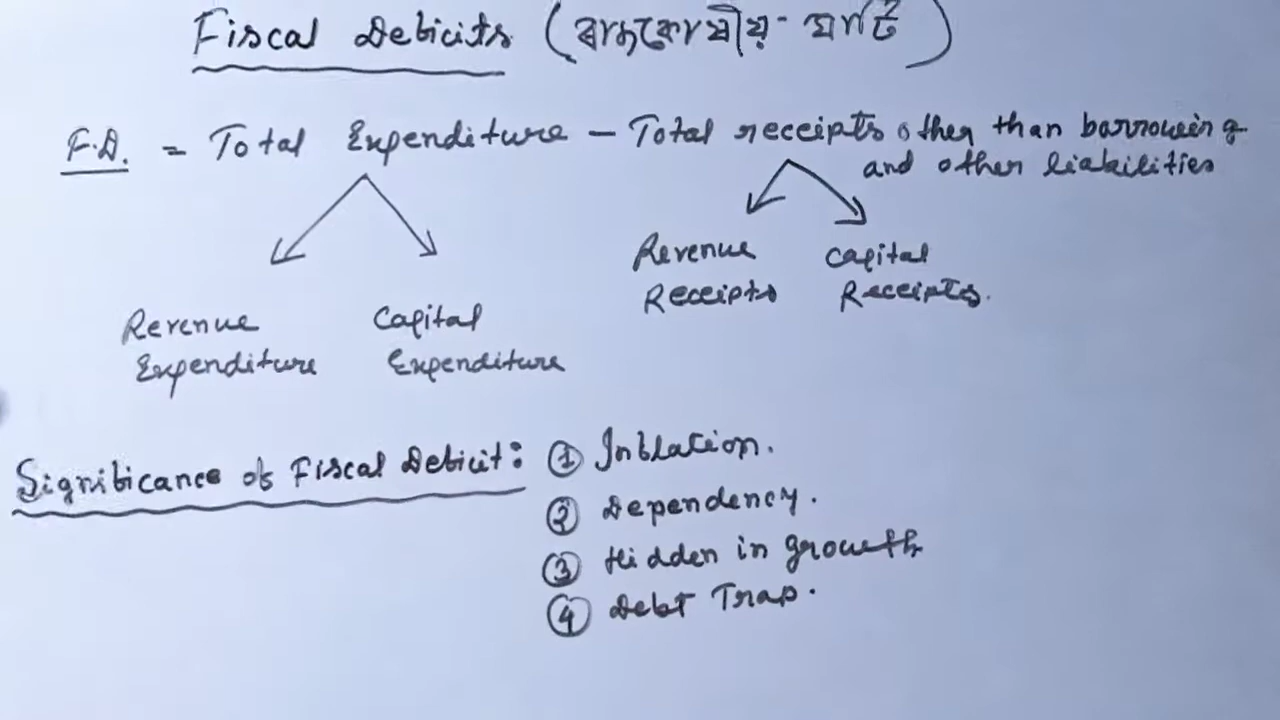 Fiscal Deficits (ৰাজকোষীয় ঘাটি)
F.D. = Total Expenditure – Total receipts other than borrowing
and other liabilities
Revenue Expenditure
Capital Expenditure
Revenue Receipts
Capital Receipts.
Significance of Fiscal Deficit:
① Inflation.
② Dependency.
③ Hidden in growth
④ Debt Trap.